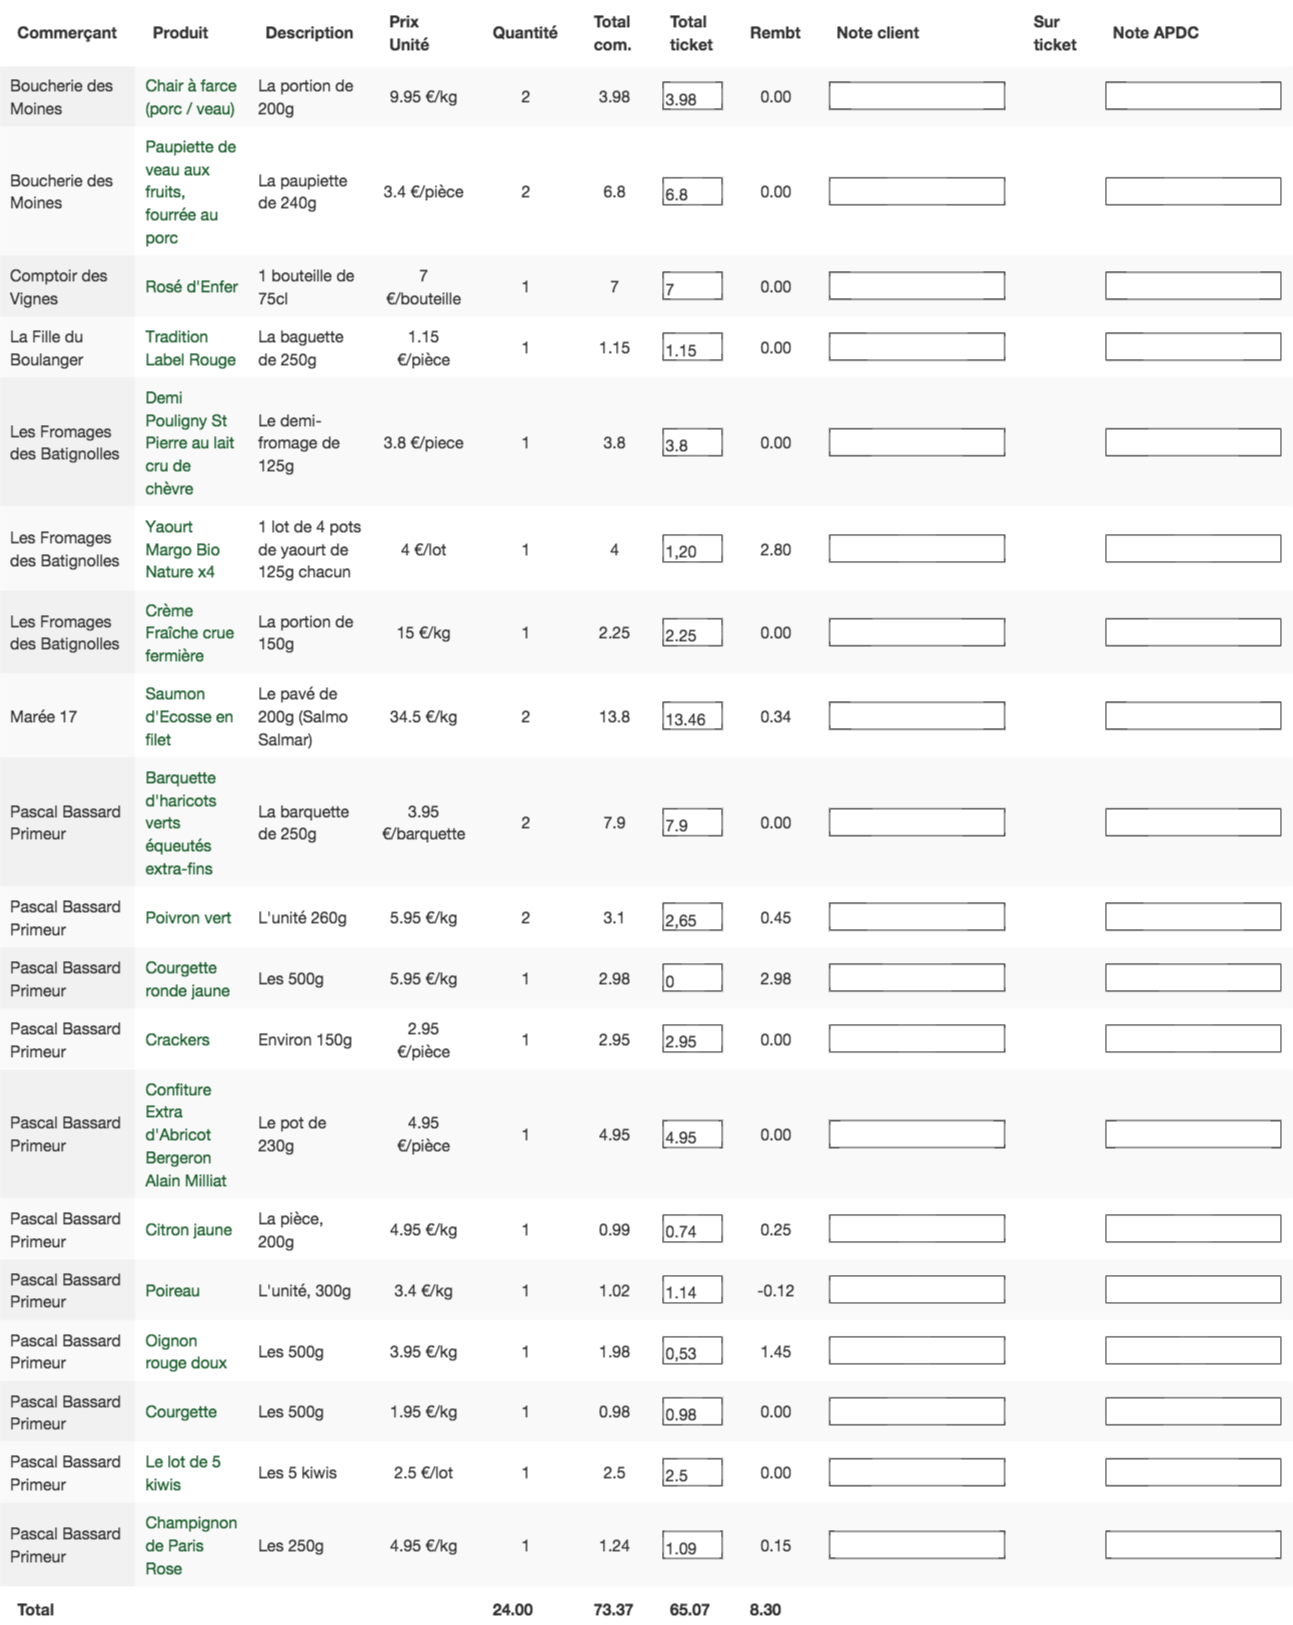 Commerçant Produit Description Prix Unité Quantité Total com. Total ticket Rembt Note client Sur ticket Note APDC
Boucherie des Moines Chair à farce (porc / veau) La portion de 200g 9.95 €/kg 2 3.98 3.98 0.00
Boucherie des Moines Paupiette de veau aux fruits, fourrée au porc La paupiette de 240g 3.4 €/pièce 2 6.8 6.8 0.00
Comptoir des Vignes Rosé d'Enfer 1 bouteille de 75cl 7 €/bouteille 1 7 7 0.00
La Fille du Boulanger Tradition Label Rouge La baguette de 250g 1.15 €/pièce 1 1.15 1.15 0.00
Les Fromages des Batignolles Demi Pouligny St Pierre au lait cru de chèvre Le demi-fromage de 125g 3.8 €/piece 1 3.8 3.8 0.00
Les Fromages des Batignolles Yaourt Margo Bio Nature x4 1 lot de 4 pots de yaourt de 125g chacun 4 €/lot 1 4 1,20 2.80
Les Fromages des Batignolles Crème Fraîche crue fermière La portion de 150g 15 €/kg 1 2.25 2.25 0.00
Marée 17 Saumon d'Ecosse en filet Le pavé de 200g (Salmo Salmar) 34.5 €/kg 2 13.8 13.46 0.34
Pascal Bassard Primeur Barquette d'haricots verts équeutés extra-fins La barquette de 250g 3.95 €/barquette 2 7.9 7.9 0.00
Pascal Bassard Primeur Poivron vert L'unité 260g 5.95 €/kg 2 3.1 2,65 0.45
Pascal Bassard Primeur Courgette ronde jaune Les 500g 5.95 €/kg 1 2.98 0 2.98
Pascal Bassard Primeur Crackers Environ 150g 2.95 €/pièce 1 2.95 2.95 0.00
Pascal Bassard Primeur Confiture Extra d'Abricot Bergeron Alain Milliat Le pot de 230g 4.95 €/pièce 1 4.95 4.95 0.00
Pascal Bassard Primeur Citron jaune La pièce, 200g 4.95 €/kg 1 0.99 0.74 0.25
Pascal Bassard Primeur Poireau L'unité, 300g 3.4 €/kg 1 1.02 1.14 -0.12
Pascal Bassard Primeur Oignon rouge doux Les 500g 3.95 €/kg 1 1.98 0,53 1.45
Pascal Bassard Primeur Courgette Les 500g 1.95 €/kg 1 0.98 0.98 0.00
Pascal Bassard Primeur Le lot de 5 kiwis Les 5 kiwis 2.5 €/lot 1 2.5 2.5 0.00
Pascal Bassard Primeur Champignon de Paris Rose Les 250g 4.95 €/kg 1 1.24 1.09 0.15
Total 24.00 73.37 65.07 8.30